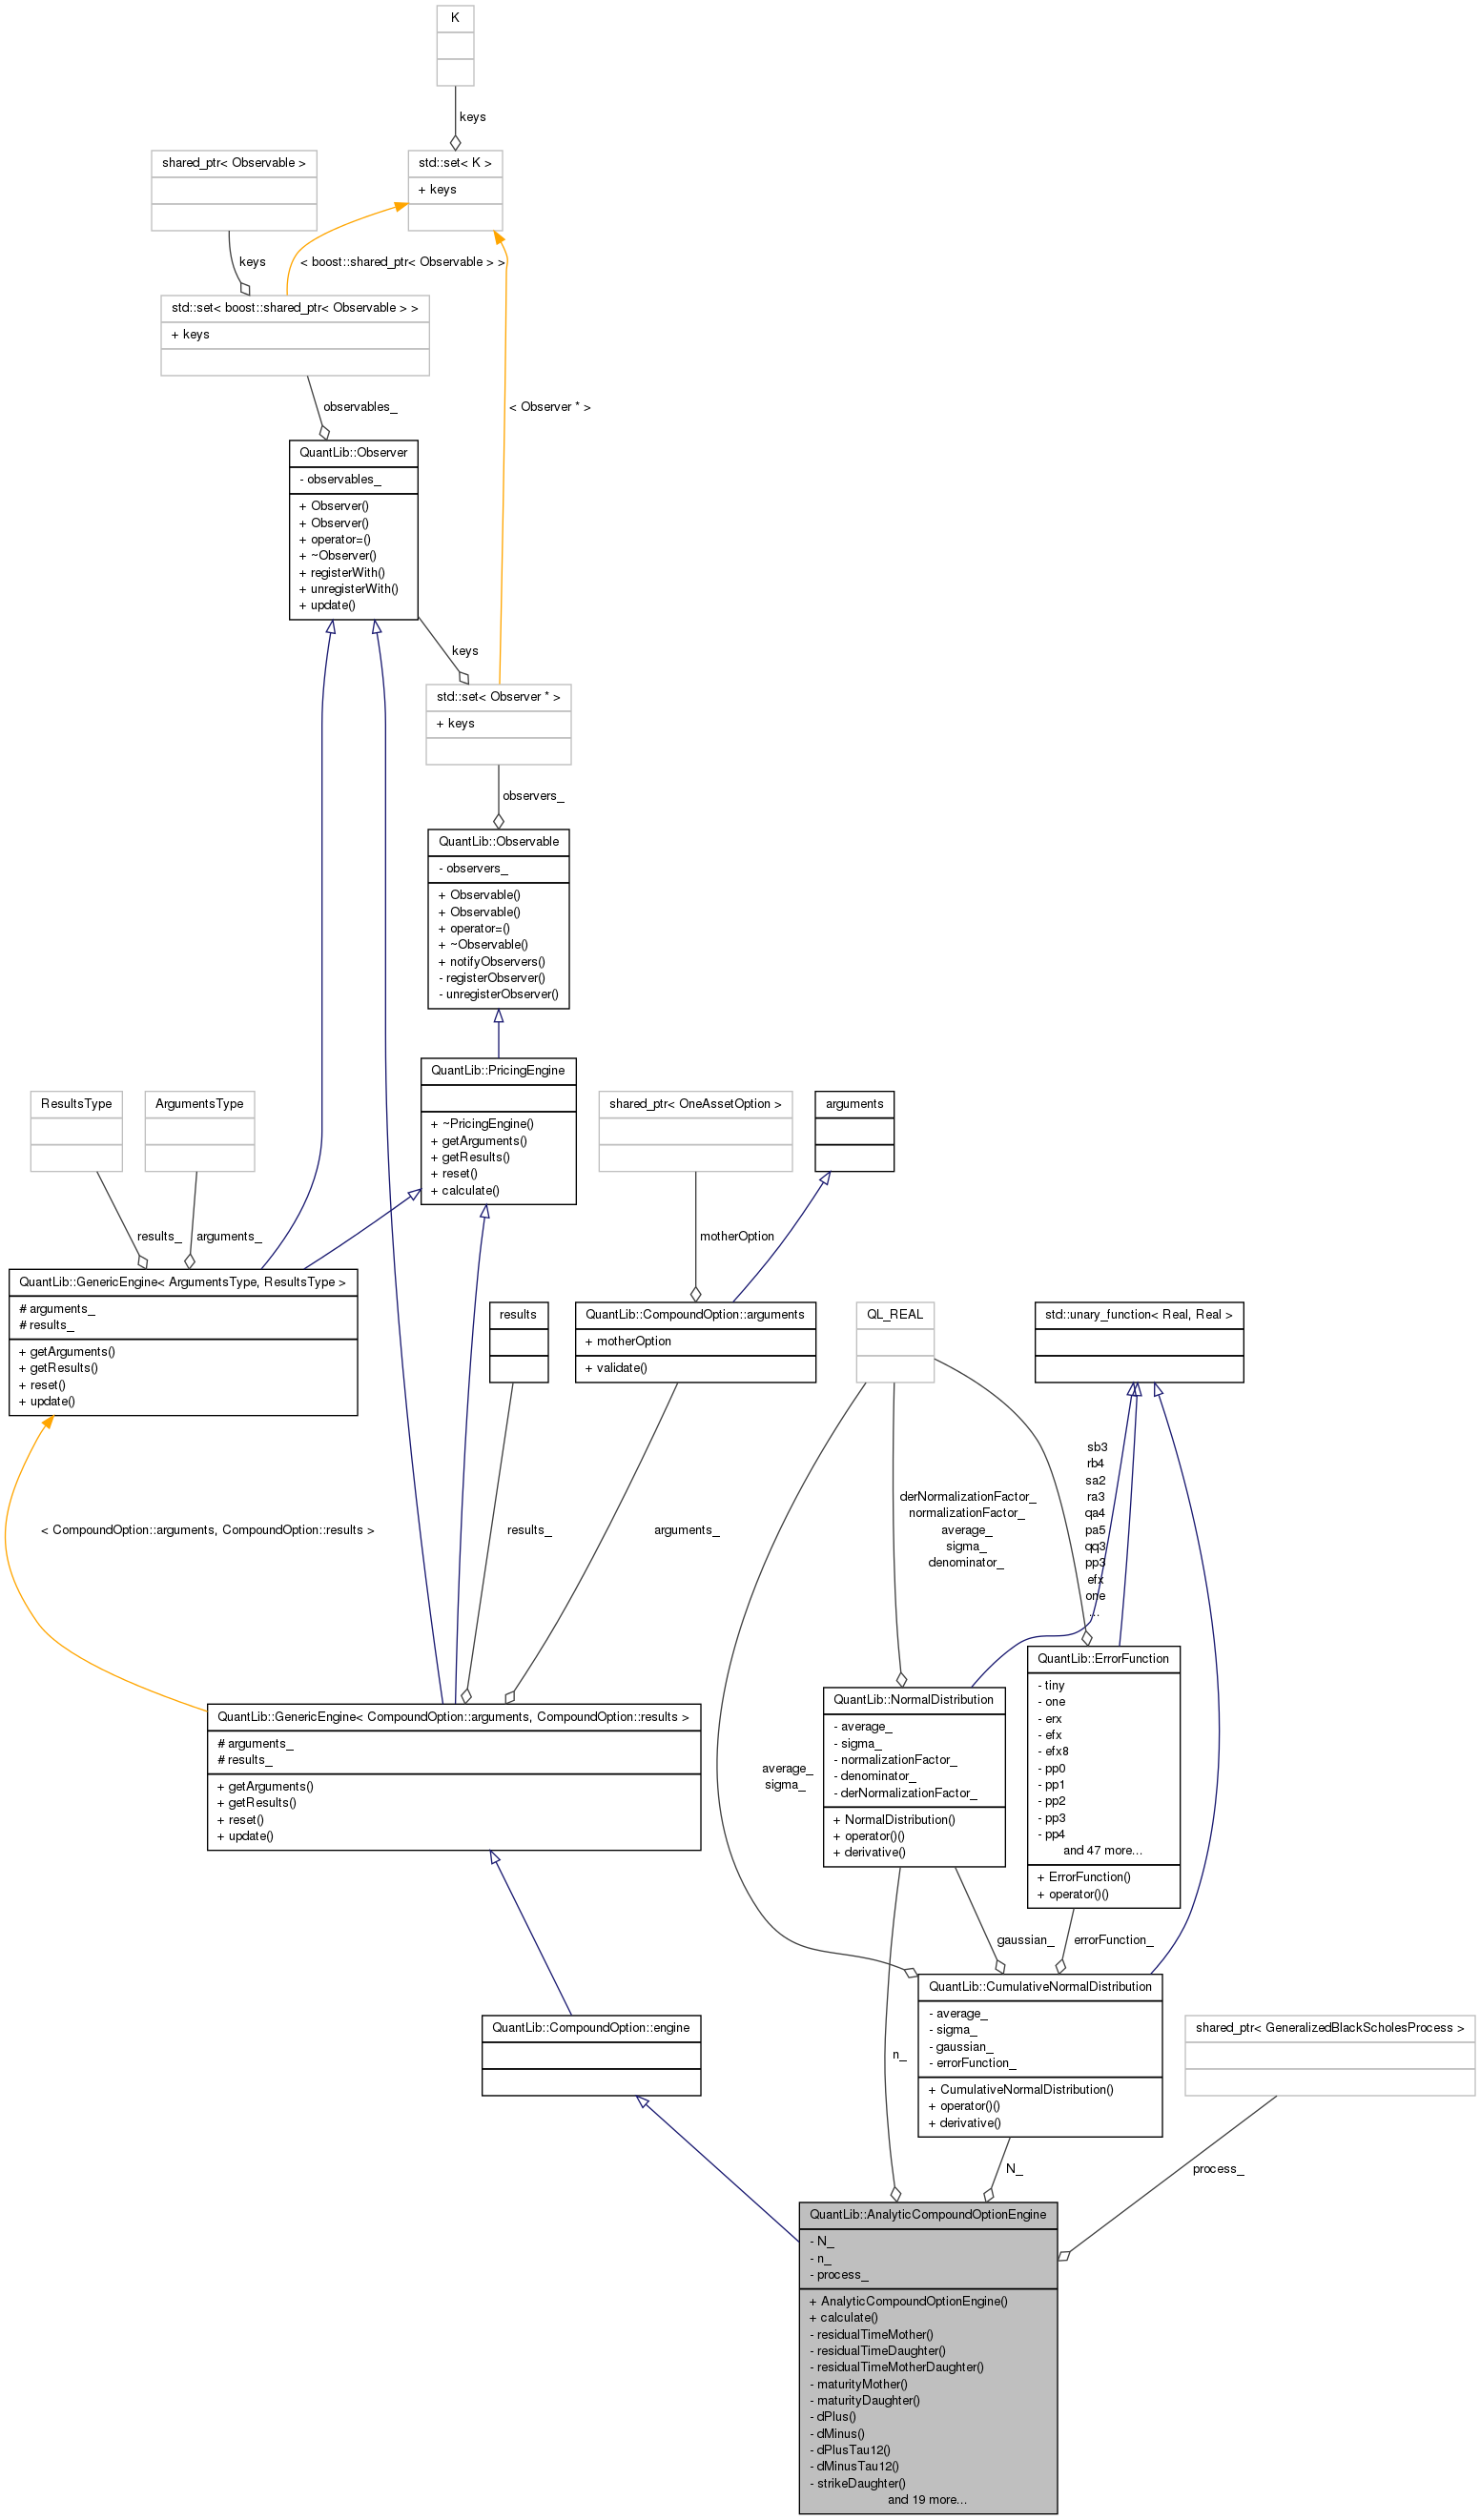 K
keys
shared_ptr< Observable >
std::set< K >
+ keys
keys
< boost::shared_ptr< Observable > >
std::set< boost::shared_ptr< Observable > >
+ keys
observables_
< Observer * >
QuantLib::Observer
- observables_
+ Observer()
+ Observer()
+ operator=()
+ ~Observer()
+ registerWith()
+ unregisterWith()
+ update()
keys
std::set< Observer * >
+ keys
observers_
QuantLib::Observable
- observers_
+ Observable()
+ Observable()
+ operator=()
+ ~Observable()
+ notifyObservers()
- registerObserver()
- unregisterObserver()
QuantLib::PricingEngine
+ ~PricingEngine()
+ getArguments()
+ getResults()
+ reset()
+ calculate()
ResultsType
ArgumentsType
shared_ptr< OneAssetOption >
arguments
results_
arguments_
motherOption
QuantLib::GenericEngine< ArgumentsType, ResultsType >
# arguments_
# results_
+ getArguments()
+ getResults()
+ reset()
+ update()
results
QuantLib::CompoundOption::arguments
+ motherOption
+ validate()
QL_REAL
std::unary_function< Real, Real >
< CompoundOption::arguments, CompoundOption::results >
results_
arguments_
derNormalizationFactor_
normalizationFactor_
average_
sigma_
denominator_
sb3
rb4
sa2
ra3
qa4
pa5
qq3
pp3
efx
one
...
QuantLib::GenericEngine< CompoundOption::arguments, CompoundOption::results >
# arguments_
# results_
+ getArguments()
+ getResults()
+ reset()
+ update()
average_
sigma_
QuantLib::NormalDistribution
- average_
- sigma_
- normalizationFactor_
- denominator_
- derNormalizationFactor_
+ NormalDistribution()
+ operator()()
+ derivative()
QuantLib::ErrorFunction
- tiny
- one
- erx
- efx
- efx8
- pp0
- pp1
- pp2
- pp3
- pp4
and 47 more...
+ ErrorFunction()
+ operator()()
gaussian_
errorFunction_
QuantLib::CompoundOption::engine
n_
QuantLib::CumulativeNormalDistribution
- average_
- sigma_
- gaussian_
- errorFunction_
+ CumulativeNormalDistribution()
+ operator()()
+ derivative()
shared_ptr< GeneralizedBlackScholesProcess >
N_
process_
QuantLib::AnalyticCompoundOptionEngine
- N_
- n_
- process_
+ AnalyticCompoundOptionEngine()
+ calculate()
- residualTimeMother()
- residualTimeDaughter()
- residualTimeMotherDaughter()
- maturityMother()
- maturityDaughter()
- dPlus()
- dMinus()
- dPlusTau12()
- dMinusTau12()
- strikeDaughter()
and 19 more...